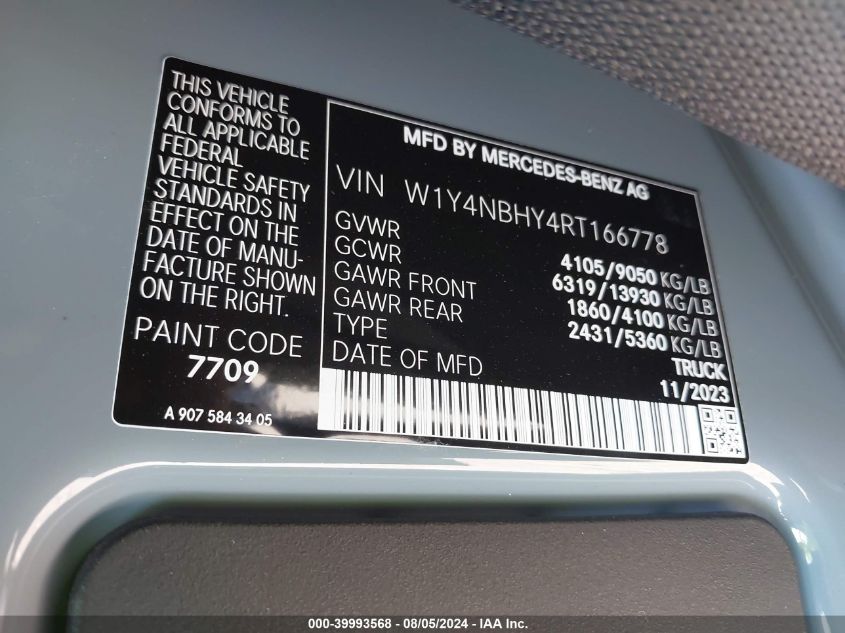 THIS VEHICLE
CONFORMS TO
ALL APPLICABLE
FEDERAL
VEHICLE SAFETY
STANDARDS IN
EFFECT ON THE
DATE OF MANU-
FACTURE SHOWN
ON THE RIGHT.
PAINT CODE
7709
A 907 584 34 05
MFD BY MERCEDES-BENZ AG
VIN W1Y4NBHY4RT166778
GVWR 4105/9050 KG/LB
GCWR 6319/13930 KG/LB
GAWR FRONT 1860/4100 KG/LB
GAWR REAR 2431/5360 KG/LB
TYPE TRUCK
DATE OF MFD 11/2023
000-39993568 - 08/05/2024 - IAA Inc.